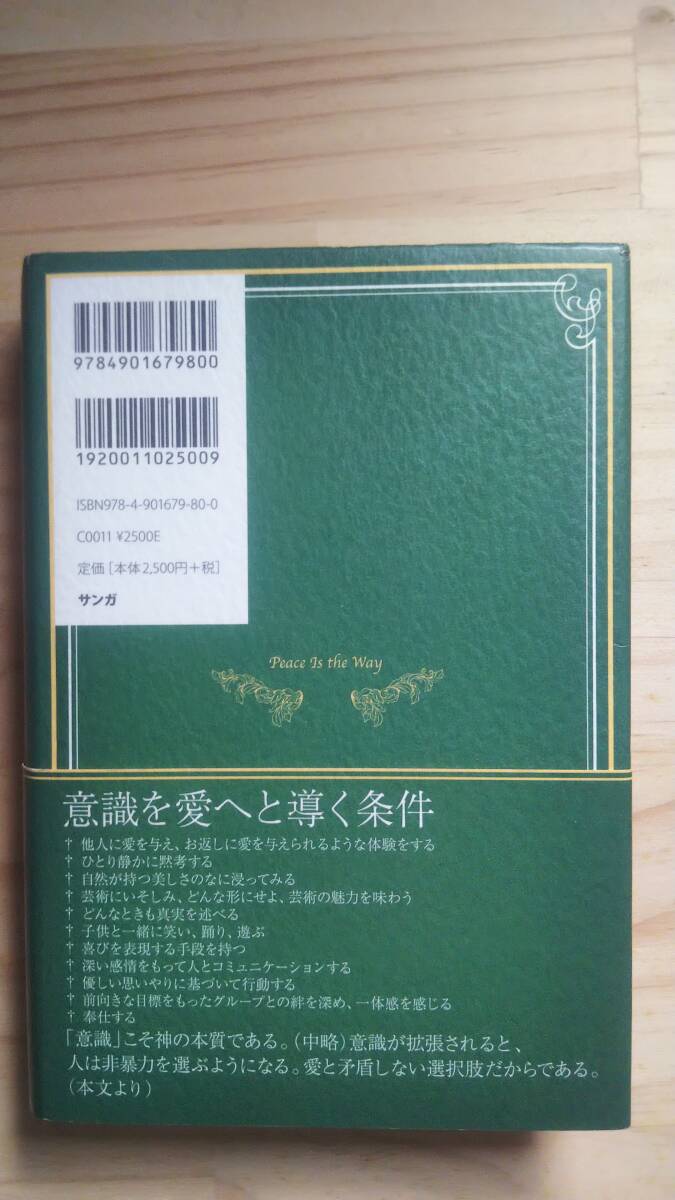 9784901679800
1920011025009
ISBN978-4-901679-80-0
C0011 ¥2500E
定価[本体2,500円+税]
サンガ
Peace Is the Way
意識を愛へと導く条件
† 他人に愛を与え、お返しに愛を与えられるような体験をする
† ひとり静かに黙考する
† 自然が持つ美しさのなに浸ってみる
† 芸術にいそしみ、どんな形にせよ、芸術の魅力を味わう
† どんなときも真実を述べる
† 子供と一緒に笑い、踊り、遊ぶ
† 喜びを表現する手段を持つ
† 深い感情をもって人とコミュニケーションする
† 優しい思いやりに基づいて行動する
† 前向きな目標をもったグループとの絆を深め、一体感を感じる
† 奉仕する
「意識」こそ神の本質である。(中略)意識が拡張されると、
人は非暴力を選ぶようになる。愛と矛盾しない選択肢だからである。
(本文より)